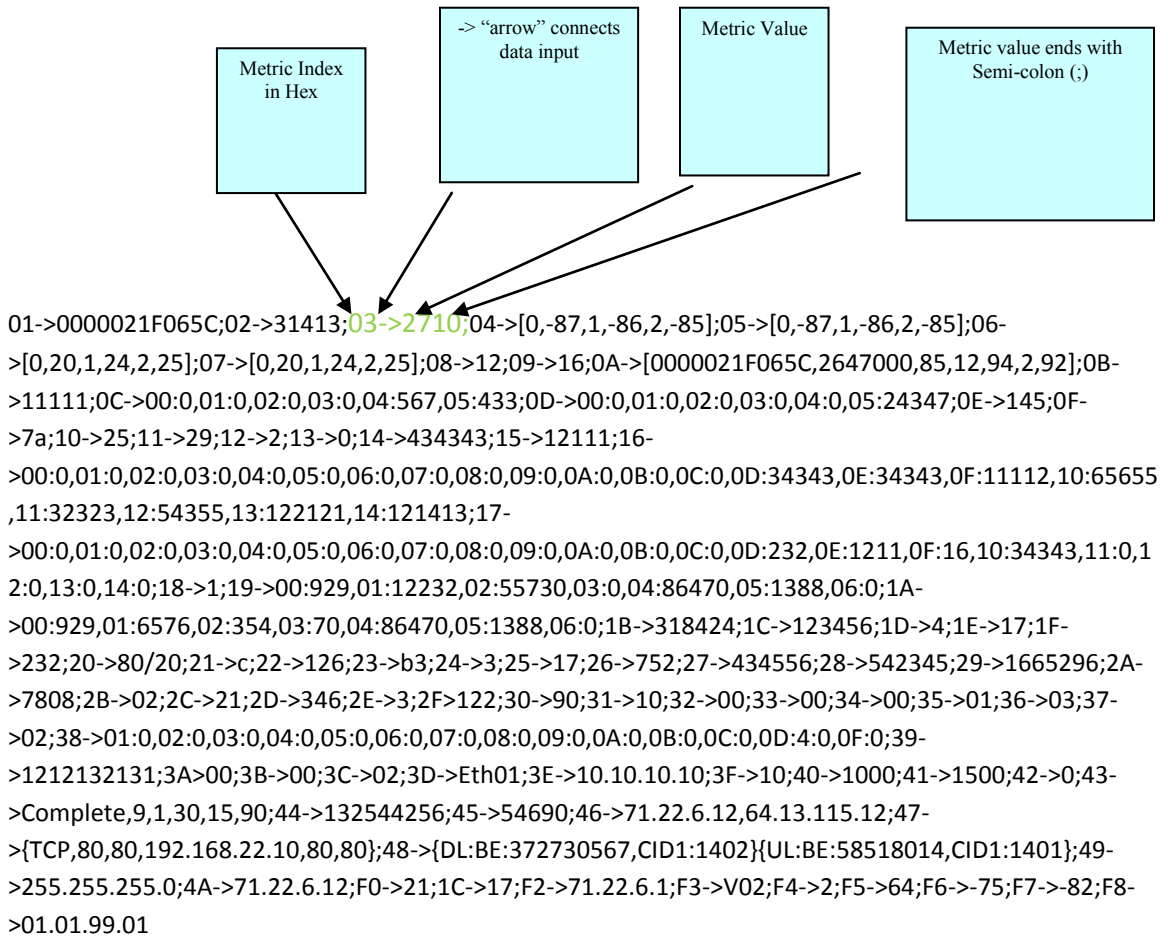 Metric Index
in Hex
-> “arrow” connects
data input
Metric Value
Metric value ends with
Semi-colon (;)
01->0000021F065C;02->31413;03->2710;04->[0,-87,1,-86,2,-85];05->[0,-87,1,-86,2,-85];06-
>[0,20,1,24,2,25];07->[0,20,1,24,2,25];08->12;09->16;0A->[0000021F065C,2647000,85,12,94,2,92];0B-
>11111;0C->00:0,01:0,02:0,03:0,04:567,05:433;0D->00:0,01:0,02:0,03:0,04:0,05:24347;0E->145;0F-
>7a;10->25;11->29;12->2;13->0;14->434343;15->12111;16-
>00:0,01:0,02:0,03:0,04:0,05:0,06:0,07:0,08:0,09:0,0A:0,0B:0,0C:0,0D:34343,0E:34343,0F:11112,10:65655
,11:32323,12:54355,13:122121,14:121413;17-
>00:0,01:0,02:0,03:0,04:0,05:0,06:0,07:0,08:0,09:0,0A:0,0B:0,0C:0,0D:232,0E:1211,0F:16,10:34343,11:0,1
2:0,13:0,14:0;18->1;19->00:929,01:12232,02:55730,03:0,04:86470,05:1388,06:0;1A-
>00:929,01:6576,02:354,03:70,04:86470,05:1388,06:0;1B->318424;1C->123456;1D->4;1E->17;1F-
>232;20->80/20;21->c;22->126;23->b3;24->3;25->17;26->752;27->434556;28->542345;29->1665296;2A-
>7808;2B->02;2C->21;2D->346;2E->3;2F>122;30->90;31->10;32->00;33->00;34->00;35->01;36->03;37-
>02;38->01:0,02:0,03:0,04:0,05:0,06:0,07:0,08:0,09:0,0A:0,0B:0,0C:0,0D:4:0,0F:0;39-
>1212132131;3A>00;3B->00;3C->02;3D->Eth01;3E->10.10.10.10;3F->10;40->1000;41->1500;42->0;43-
>Complete,9,1,30,15,90;44->132544256;45->54690;46->71.22.6.12,64.13.115.12;47-
>{TCP,80,80,192.168.22.10,80,80};48->{DL:BE:372730567,CID1:1402}{UL:BE:58518014,CID1:1401};49-
>255.255.255.0;4A->71.22.6.12;F0->21;1C->17;F2->71.22.6.1;F3->V02;F4->2;F5->64;F6->-75;F7->-82;F8-
>01.01.99.01